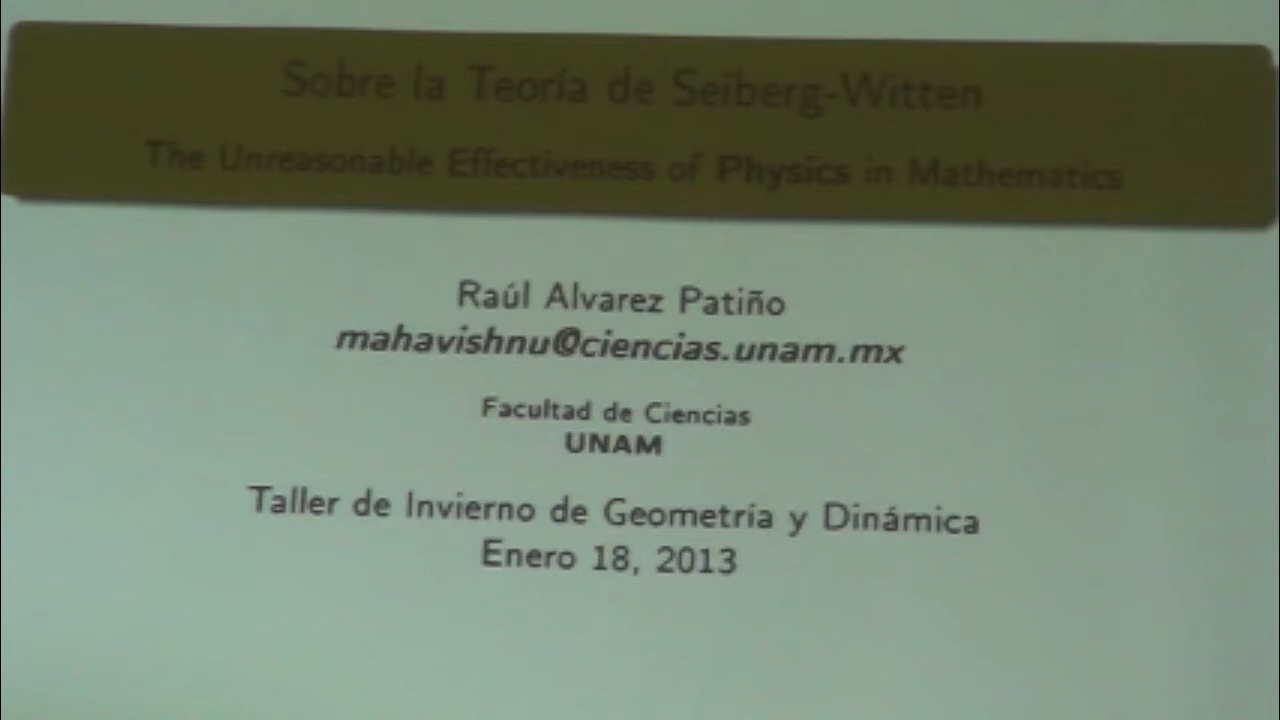 Sobre la Teoría de Seiberg-Witten
The Unreasonable Effectiveness of Physics in Mathematics
Raúl Alvarez Patiño
mahavishnu@ciencias.unam.mx
Facultad de Ciencias
UNAM
Taller de Invierno de Geometría y Dinámica
Enero 18, 2013